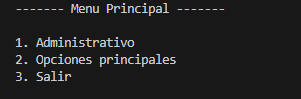 ------- Menu Principal -------
1. Administrativo
2. Opciones principales
3. Salir